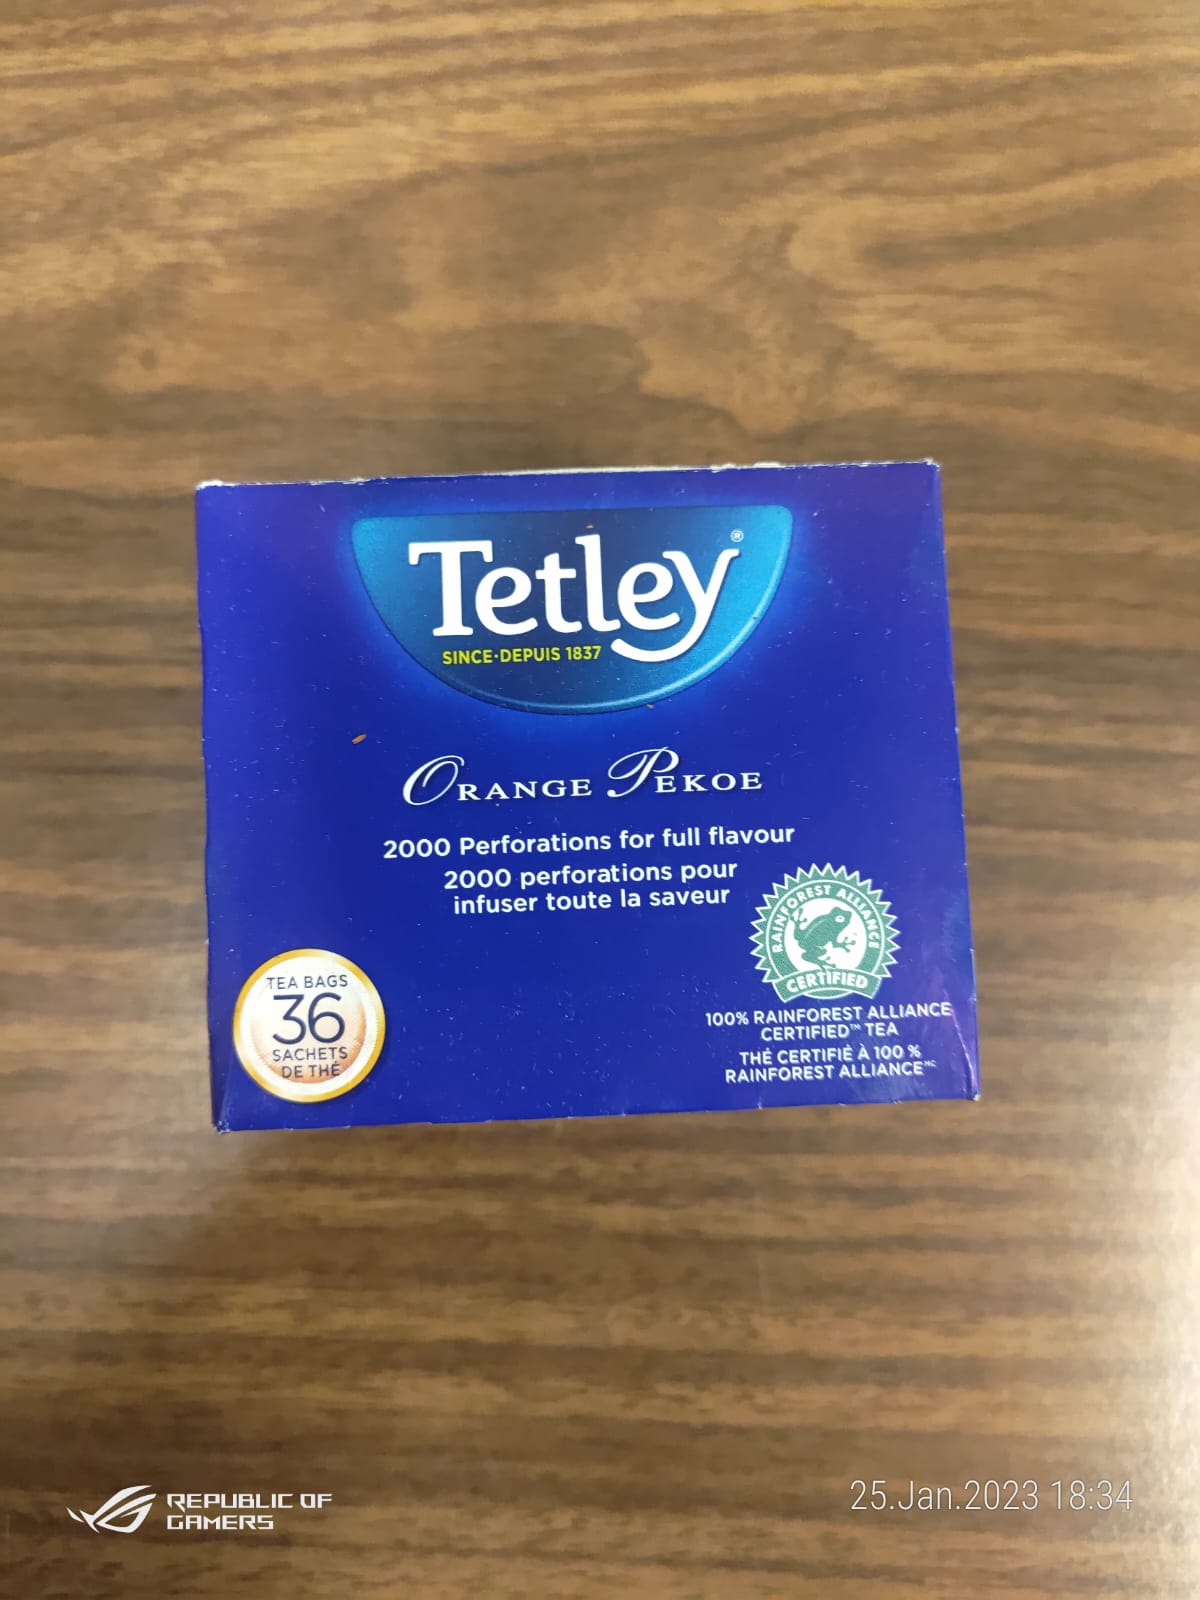 Tetley®
SINCE·DEPUIS 1837
ORANGE PEKOE
2000 Perforations for full flavour
2000 perforations pour
infuser toute la saveur
RAINFOREST ALLIANCE
CERTIFIED
TEA BAGS
36
SACHETS
DE THÉ
100% RAINFOREST ALLIANCE
CERTIFIED™ TEA
THÉ CERTIFIÉ À 100 %
RAINFOREST ALLIANCE MC
REPUBLIC OF
GAMERS
25.Jan.2023 18:34